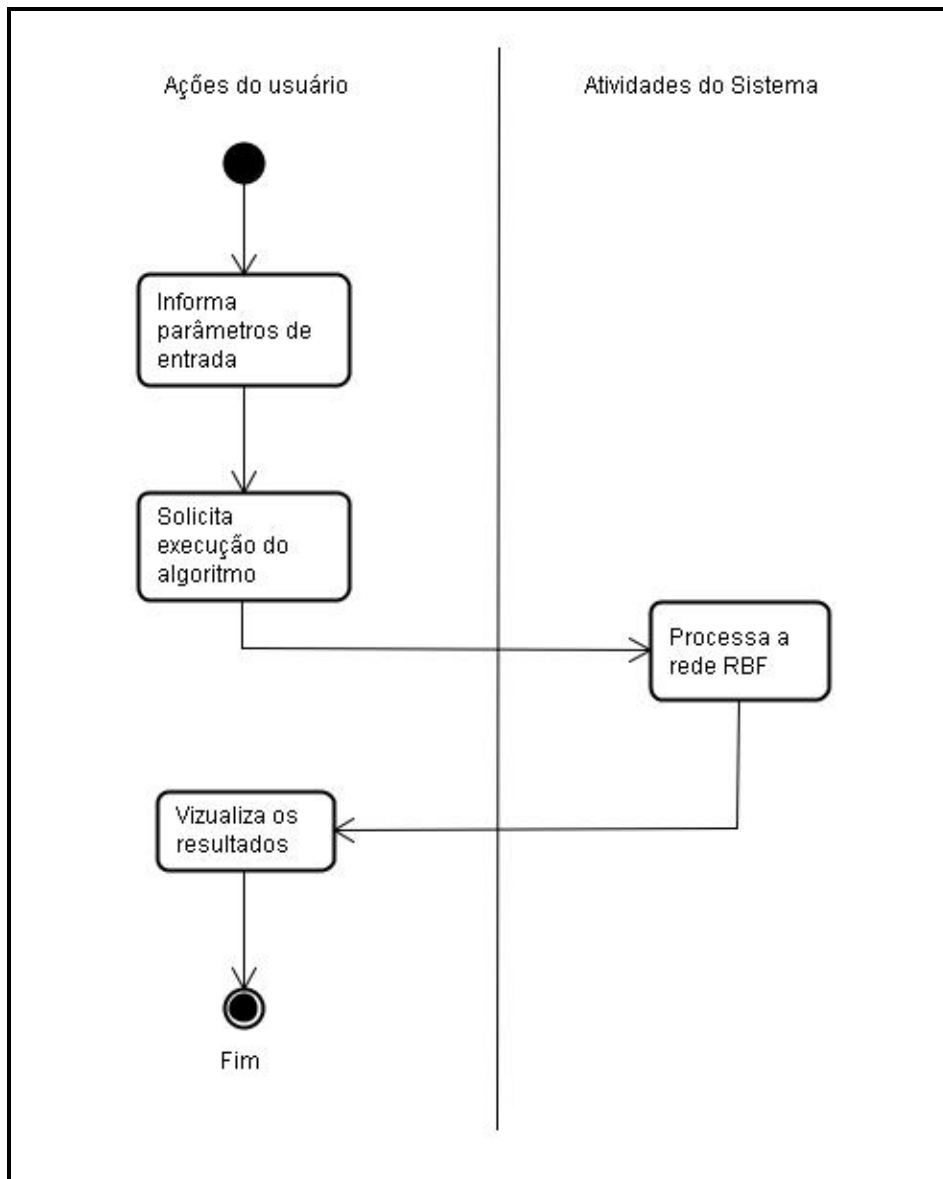 Ações do usuário
Atividades do Sistema
Informa
parâmetros de
entrada
Solicita
execução do
algoritmo
Processa a
rede RBF
Vizualiza os
resultados
Fim